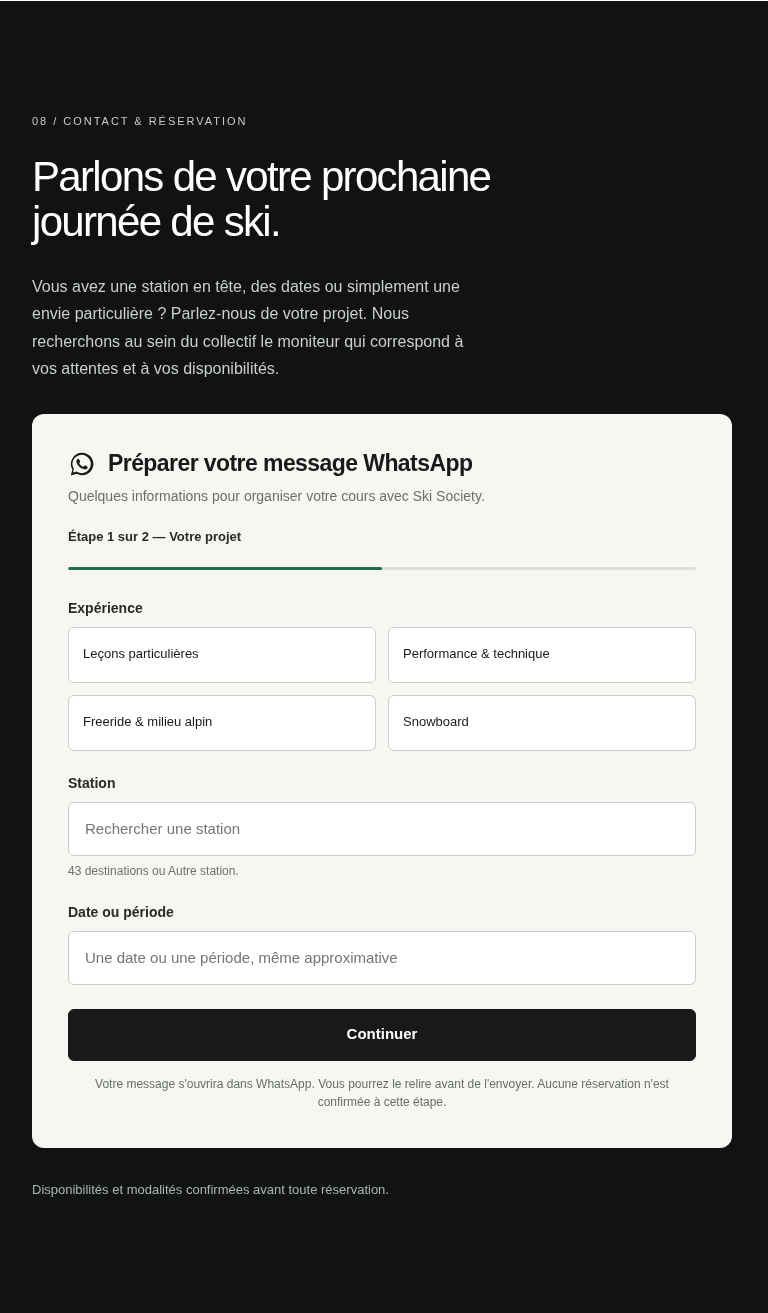 08 / CONTACT & RÉSERVATION
Parlons de votre prochaine
journée de ski.
Vous avez une station en tête, des dates ou simplement une
envie particulière ? Parlez-nous de votre projet. Nous
recherchons au sein du collectif le moniteur qui correspond à
vos attentes et à vos disponibilités.
Préparer votre message WhatsApp
Quelques informations pour organiser votre cours avec Ski Society.
Étape 1 sur 2 — Votre projet
Expérience
Leçons particulières
Performance & technique
Freeride & milieu alpin
Snowboard
Station
Rechercher une station
43 destinations ou Autre station.
Date ou période
Une date ou une période, même approximative
Continuer
Votre message s'ouvrira dans WhatsApp. Vous pourrez le relire avant de l'envoyer. Aucune réservation n'est
confirmée à cette étape.
Disponibilités et modalités confirmées avant toute réservation.